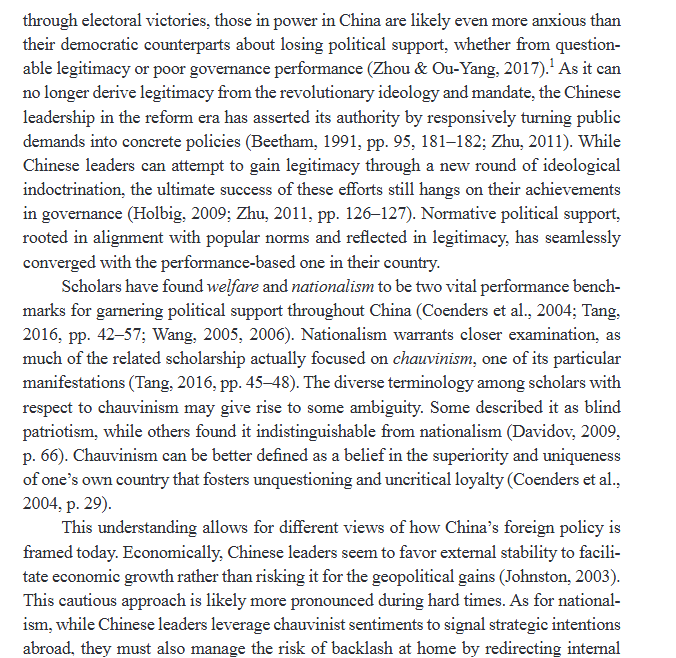 through electoral victories, those in power in China are likely even more anxious than
their democratic counterparts about losing political support, whether from question-
able legitimacy or poor governance performance (Zhou & Ou-Yang, 2017).¹ As it can
no longer derive legitimacy from the revolutionary ideology and mandate, the Chinese
leadership in the reform era has asserted its authority by responsively turning public
demands into concrete policies (Beetham, 1991, pp. 95, 181–182; Zhu, 2011). While
Chinese leaders can attempt to gain legitimacy through a new round of ideological
indoctrination, the ultimate success of these efforts still hangs on their achievements
in governance (Holbig, 2009; Zhu, 2011, pp. 126–127). Normative political support,
rooted in alignment with popular norms and reflected in legitimacy, has seamlessly
converged with the performance-based one in their country.
Scholars have found welfare and nationalism to be two vital performance bench-
marks for garnering political support throughout China (Coenders et al., 2004; Tang,
2016, pp. 42–57; Wang, 2005, 2006). Nationalism warrants closer examination, as
much of the related scholarship actually focused on chauvinism, one of its particular
manifestations (Tang, 2016, pp. 45–48). The diverse terminology among scholars with
respect to chauvinism may give rise to some ambiguity. Some described it as blind
patriotism, while others found it indistinguishable from nationalism (Davidov, 2009,
p. 66). Chauvinism can be better defined as a belief in the superiority and uniqueness
of one’s own country that fosters unquestioning and uncritical loyalty (Coenders et al.,
2004, p. 29).
This understanding allows for different views of how China’s foreign policy is
framed today. Economically, Chinese leaders seem to favor external stability to facili-
tate economic growth rather than risking it for the geopolitical gains (Johnston, 2003).
This cautious approach is likely more pronounced during hard times. As for national-
ism, while Chinese leaders leverage chauvinist sentiments to signal strategic intentions
abroad, they must also manage the risk of backlash at home by redirecting internal